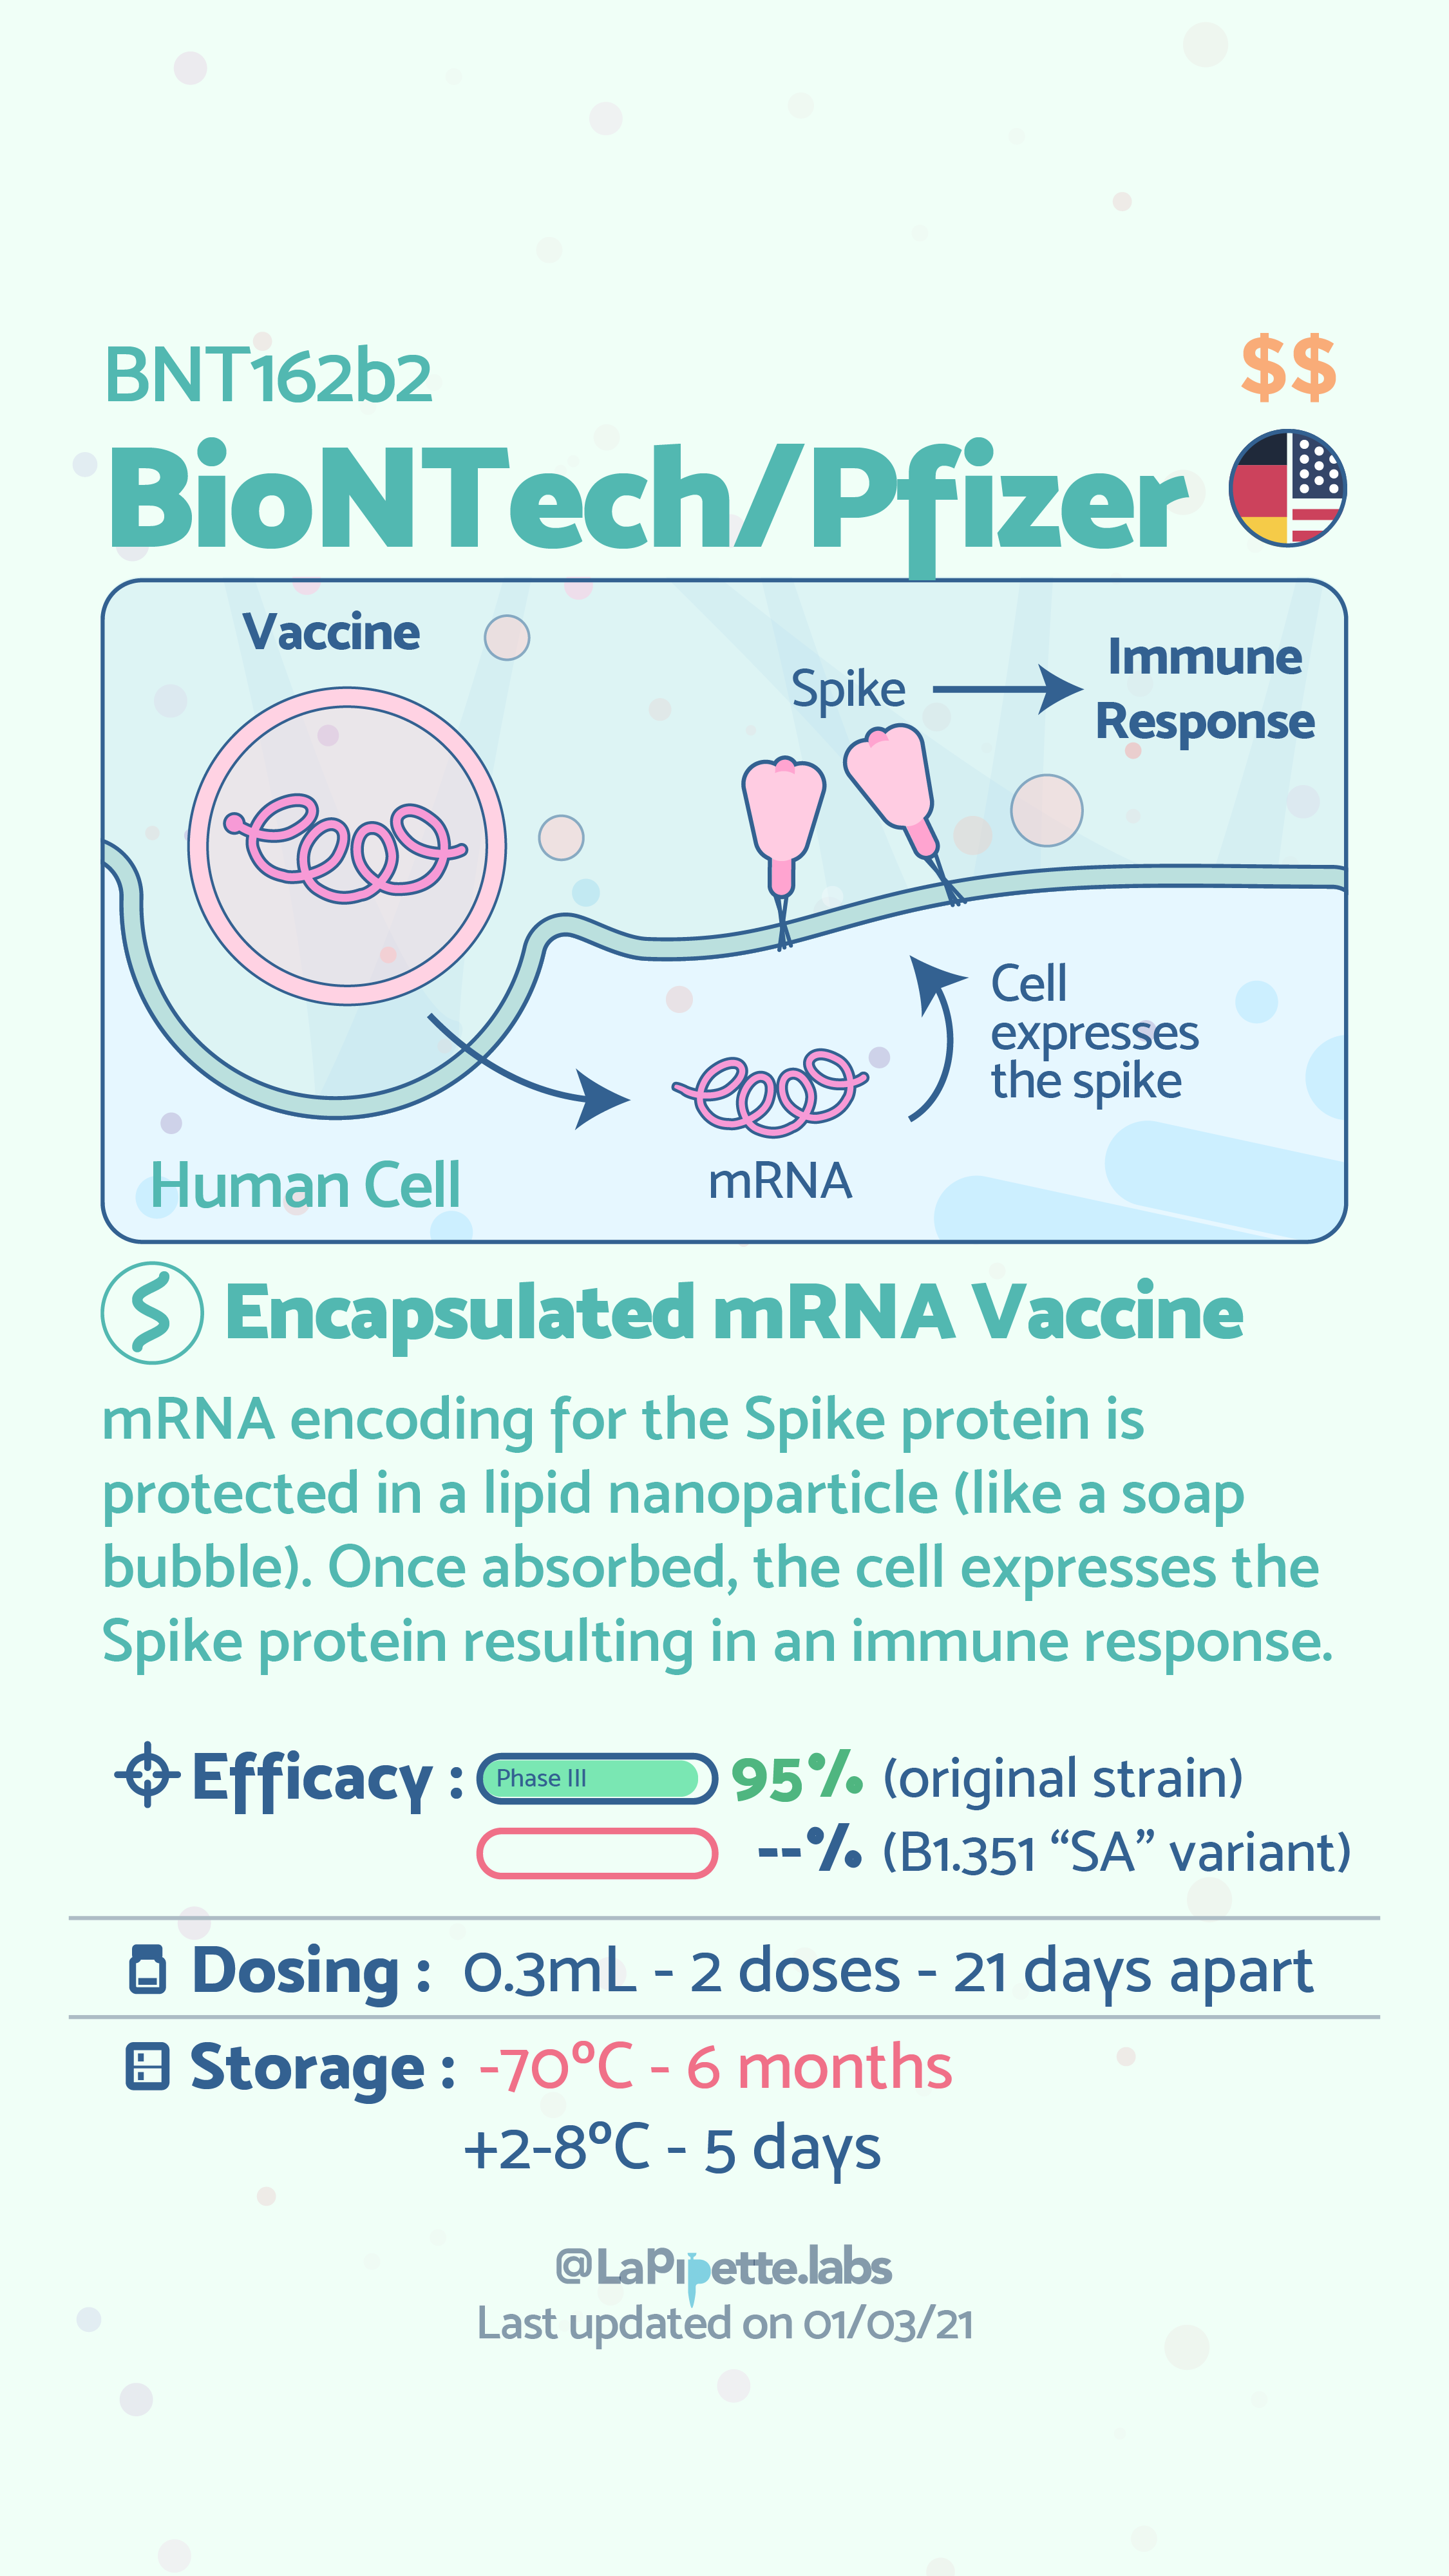 BNT162b2
$$
BioNTech/Pfizer
Vaccine
Spike
Immune
Response
Cell
expresses
the spike
mRNA
Human Cell
Encapsulated mRNA Vaccine
mRNA encoding for the Spike protein is
protected in a lipid nanoparticle (like a soap
bubble). Once absorbed, the cell expresses the
Spike protein resulting in an immune response.
Efficacy : Phase III 95% (original strain)
--% (B1.351 “SA” variant)
Dosing : 0.3mL - 2 doses - 21 days apart
Storage : -70ºC - 6 months
+2-8ºC - 5 days
@LaPipette.labs
Last updated on 01/03/21